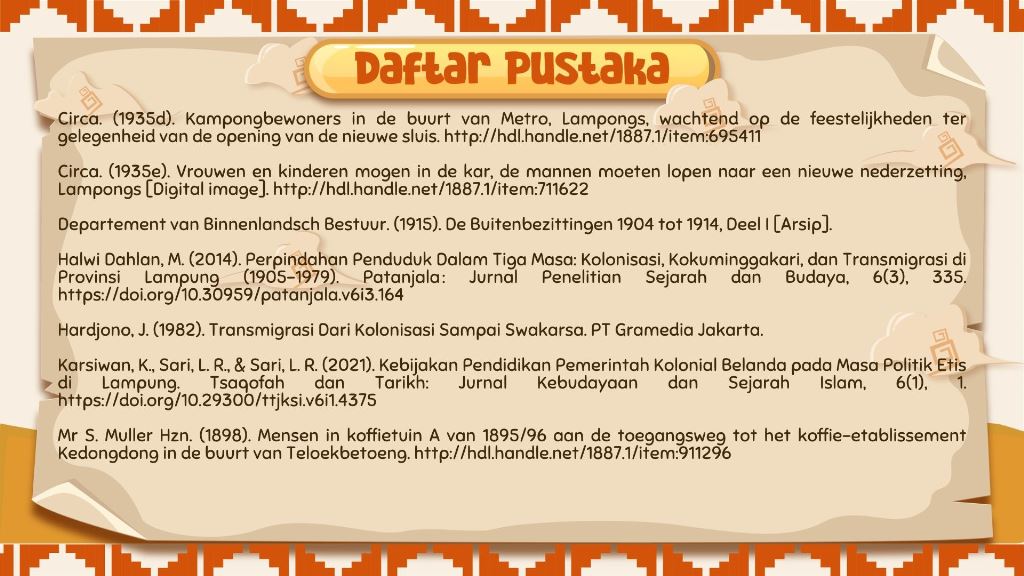 Daftar Pustaka
Circa. (1935d). Kampongbewoners in de buurt van Metro, Lampongs, wachtend op de feestelijkheden ter
gelegenheid van de opening van de nieuwe sluis. http://hdl.handle.net/1887.1/item:695411
Circa. (1935e). Vrouwen en kinderen mogen in de kar, de mannen moeten lopen naar een nieuwe nederzetting,
Lampongs [Digital image]. http://hdl.handle.net/1887.1/item:711622
Departement van Binnenlandsch Bestuur. (1915). De Buitenbezittingen 1904 tot 1914, Deel I [Arsip].
Halwi Dahlan, M. (2014). Perpindahan Penduduk Dalam Tiga Masa: Kolonisasi, Kokuminggakari, dan Transmigrasi di
Provinsi Lampung (1905-1979). Patanjala: Jurnal Penelitian Sejarah dan Budaya, 6(3), 335.
https://doi.org/10.30959/patanjala.v6i3.164
Hardjono, J. (1982). Transmigrasi Dari Kolonisasi Sampai Swakarsa. PT Gramedia Jakarta.
Karsiwan, K., Sari, L. R., & Sari, L. R. (2021). Kebijakan Pendidikan Pemerintah Kolonial Belanda pada Masa Politik Etis
di Lampung. Tsaqofah dan Tarikh: Jurnal Kebudayaan dan Sejarah Islam, 6(1), 1.
https://doi.org/10.29300/ttjksi.v6i1.4375
Mr S. Muller Hzn. (1898). Mensen in koffietuin A van 1895/96 aan de toegangsweg tot het koffie-etablissement
Kedongdong in de buurt van Teloekbetoeng. http://hdl.handle.net/1887.1/item:911296